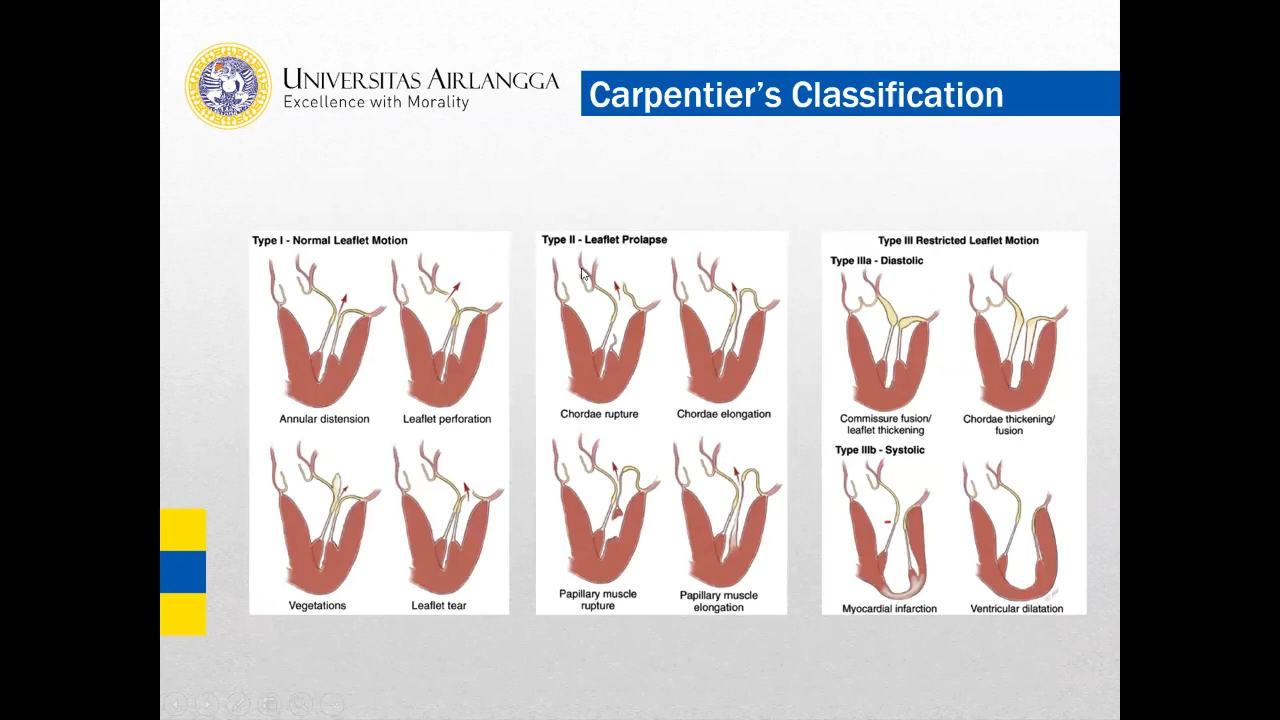 UNIVERSITAS AIRLANGGA
Excellence with Morality
Carpentier's Classification
Type I - Normal Leaflet Motion
Annular distension
Leaflet perforation
Vegetations
Leaflet tear
Type II - Leaflet Prolapse
Chordae rupture
Chordae elongation
Papillary muscle
rupture
Papillary muscle
elongation
Type III Restricted Leaflet Motion
Type IIIa - Diastolic
Commissure fusion/
leaflet thickening
Chordae thickening/
fusion
Type IIIb - Systolic
Myocardial infarction
Ventricular dilatation